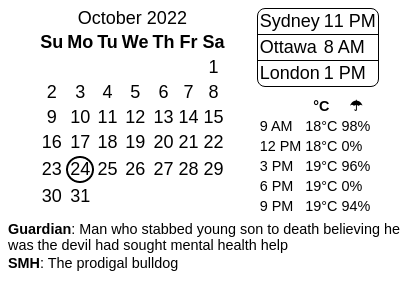 October 2022
Su Mo Tu We Th Fr Sa
1
2 3 4 5 6 7 8
9 10 11 12 13 14 15
16 17 18 19 20 21 22
23 24 25 26 27 28 29
30 31
Sydney 11 PM
Ottawa 8 AM
London 1 PM
°C ☂
9 AM 18°C 98%
12 PM 18°C 0%
3 PM 19°C 96%
6 PM 19°C 0%
9 PM 19°C 94%
Guardian: Man who stabbed young son to death believing he
was the devil had sought mental health help
SMH: The prodigal bulldog